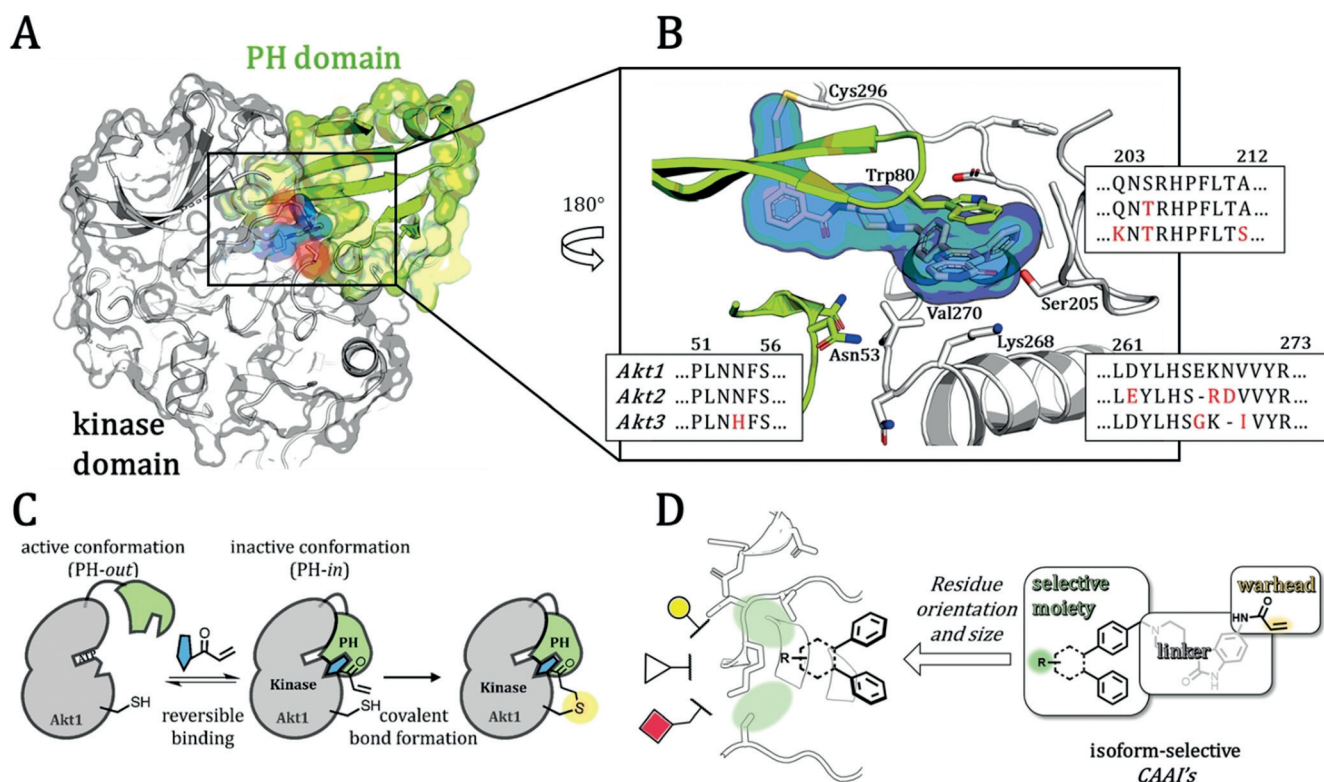 A
PH domain
kinase
domain
B
180°
Cys296
Trp80
Asn53
Val270
Lys268
Ser205
203 212
...QNSRHPFLTA...
...QNTRHPFLTA...
...KNTRHPFLTS...
51 56
Akt1 ...PLNNFS...
Akt2 ...PLNNFS...
Akt3 ...PLNHFS...
261 273
...LDYLHSEKNVVYR...
...LEYLHS-RDVVYR...
...LDYLHSGK-IVYR...
C
active conformation
(PH-out)
inactive conformation
(PH-in)
ATP
O
SH
Akt1
reversible
binding
PH
O
Kinase
SH
Akt1
covalent
bond formation
PH
O
Kinase
S
Akt1
D
R
Residue
orientation
and size
selective
moiety
R
linker
N
O
N
H
warhead
HN
O
isoform-selective
CAAI's